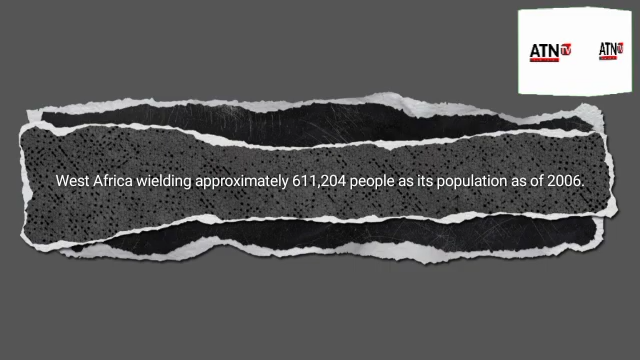 ATN TV
ATN TV
West Africa wielding approximately 611,204 people as its population as of 2006.